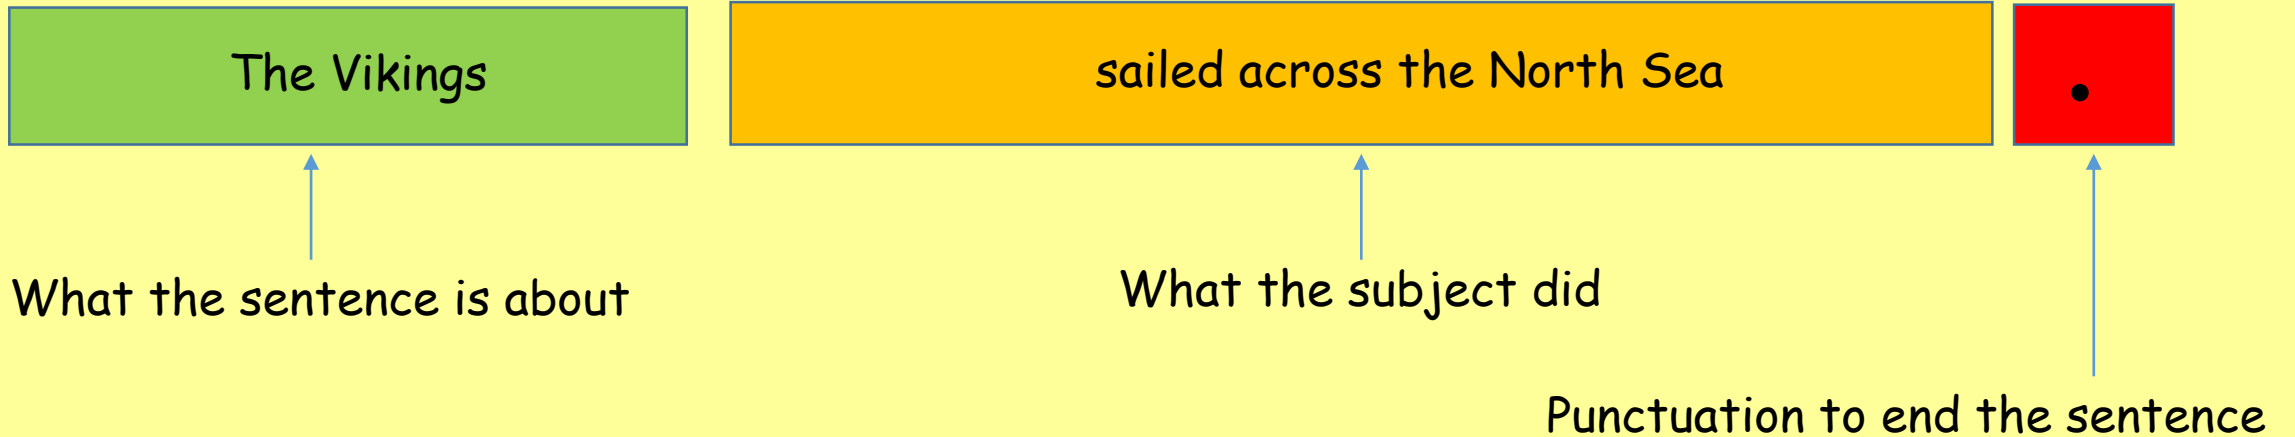 The Vikings sailed across the North Sea .
What the sentence is about
What the subject did
Punctuation to end the sentence